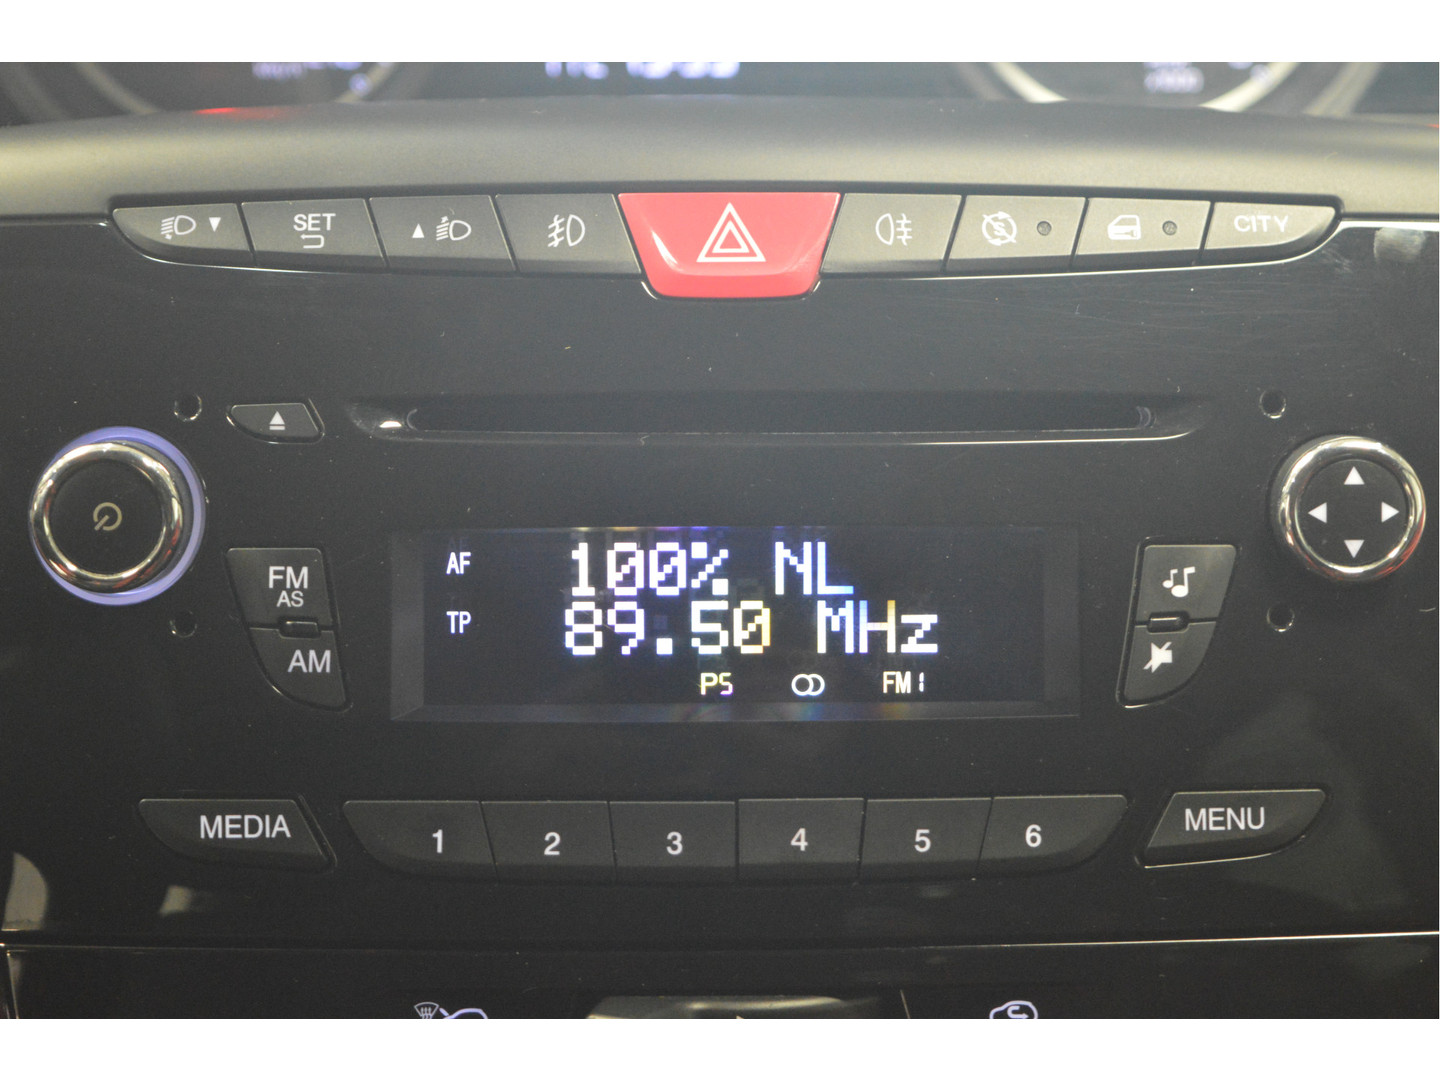 SET
CITY
AF
100% NL
TP
89.50 MHz
PS
FM1
FM
AS
AM
MEDIA
1
2
3
4
5
6
MENU